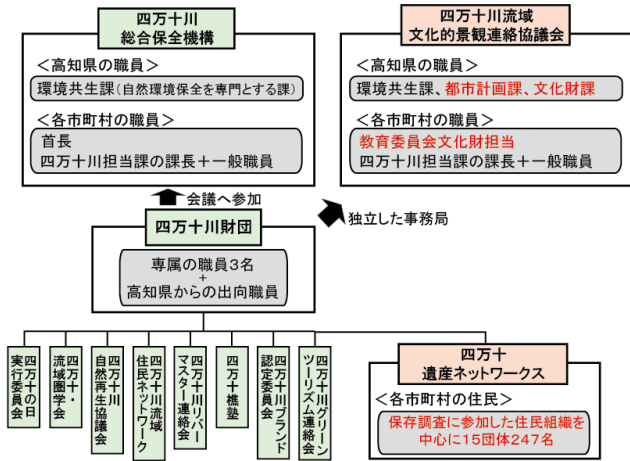 四万十川
総合保全機構
＜高知県の職員＞
環境共生課（自然環境保全を専門とする課）
＜各市町村の職員＞
首長
四万十川担当課の課長＋一般職員
四万十川流域
文化的景観連絡協議会
＜高知県の職員＞
環境共生課、都市計画課、文化財課
＜各市町村の職員＞
教育委員会文化財担当
四万十川担当課の課長＋一般職員
会議へ参加
独立した事務局
四万十川財団
専属の職員3名
+
高知県からの出向職員
四万十の日
実行委員会
四万十・
流域圏学会
四万十川
自然再生協議会
四万十川流域
住民ネットワーク
四万十川リバー
マスター連絡会
四万十樵塾
四万十川ブランド
認定委員会
四万十川グリーン
ツーリズム連絡会
四万十
遺産ネットワークス
＜各市町村の住民＞
保存調査に参加した住民組織を
中心に15団体247名